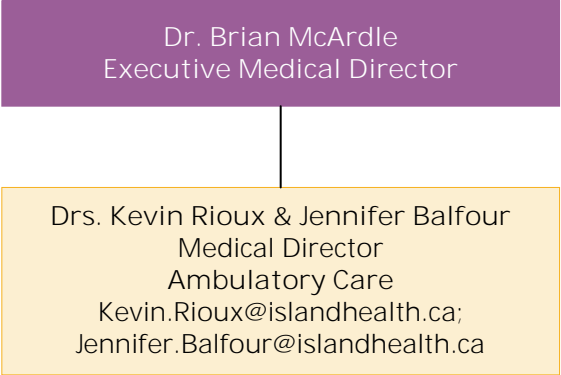 Dr. Brian McArdle
Executive Medical Director
Drs. Kevin Rioux & Jennifer Balfour
Medical Director
Ambulatory Care
Kevin.Rioux@islandhealth.ca;
Jennifer.Balfour@islandhealth.ca